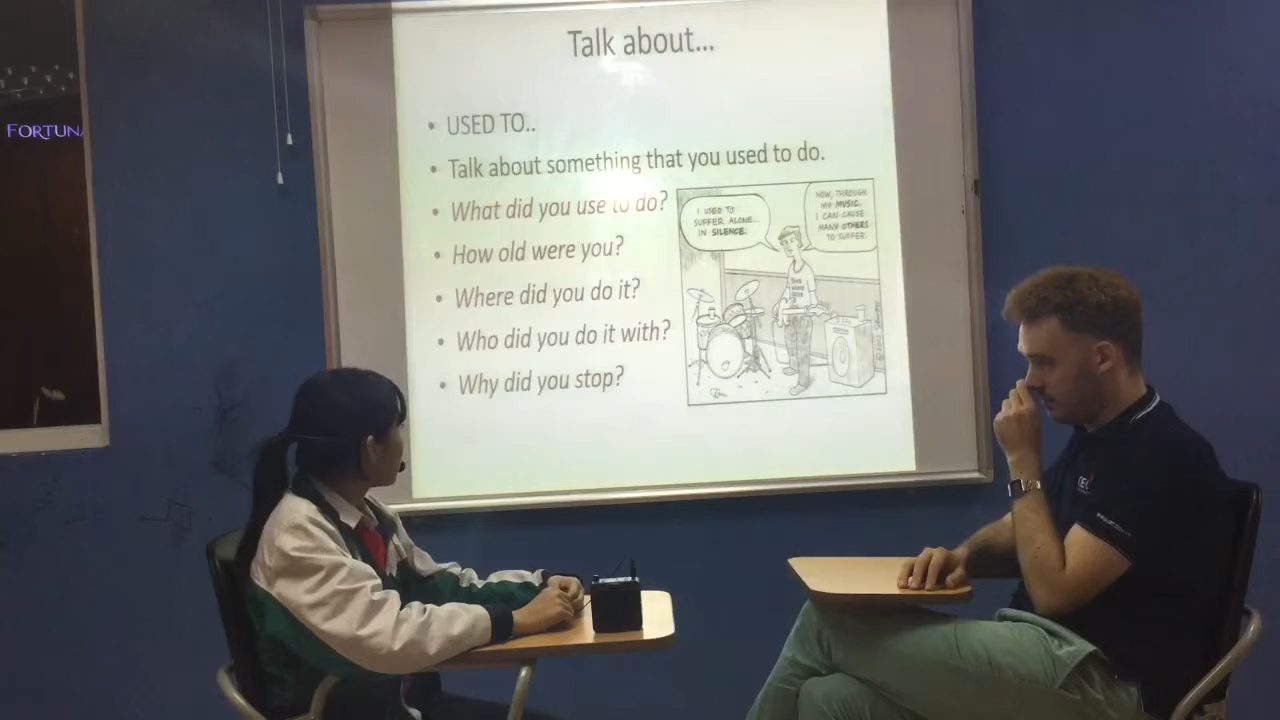 Talk about...
FORTUNA
• USED TO..
• Talk about something that you used to do.
• What did you use to do?
• How old were you?
• Where did you do it?
• Who did you do it with?
• Why did you stop?
I USED TO
SUFFER ALONE...
IN SILENCE.
NOW, THROUGH
MY MUSIC,
I CAN CAUSE
MANY OTHERS
TO SUFFER.